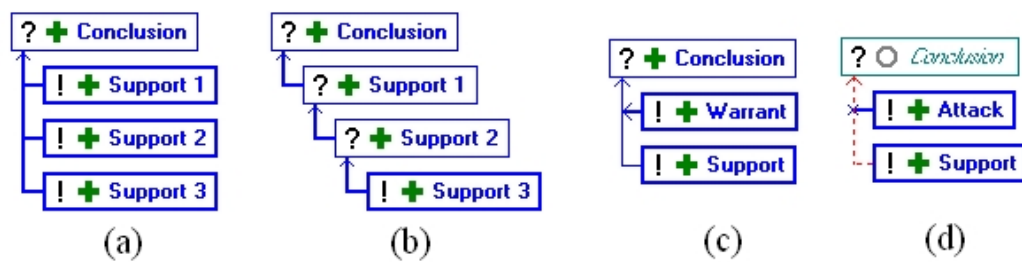 ? Conclusion
! Support 1
! Support 2
! Support 3
(a)
? Conclusion
? Support 1
? Support 2
! Support 3
(b)
? Conclusion
! Warrant
! Support
(c)
? Conclusion
! Attack
! Support
(d)